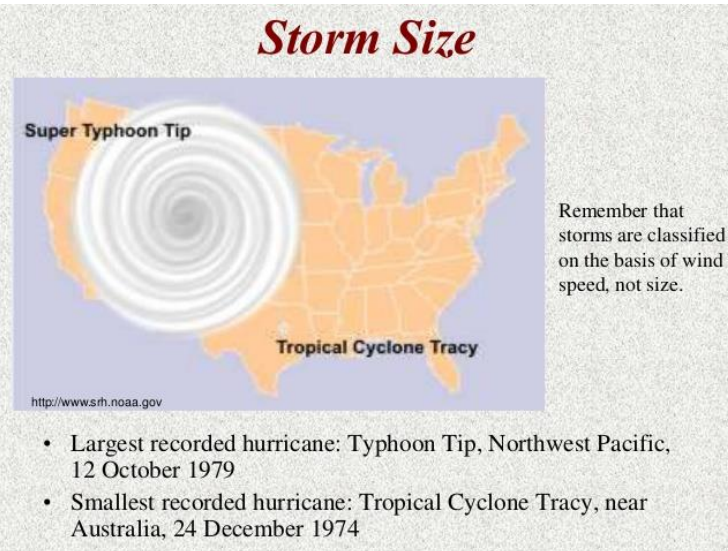 Storm Size
Super Typhoon Tip
Remember that
storms are classified
on the basis of wind
speed, not size.
Tropical Cyclone Tracy
http://www.srh.noaa.gov
• Largest recorded hurricane: Typhoon Tip, Northwest Pacific,
12 October 1979
• Smallest recorded hurricane: Tropical Cyclone Tracy, near
Australia, 24 December 1974